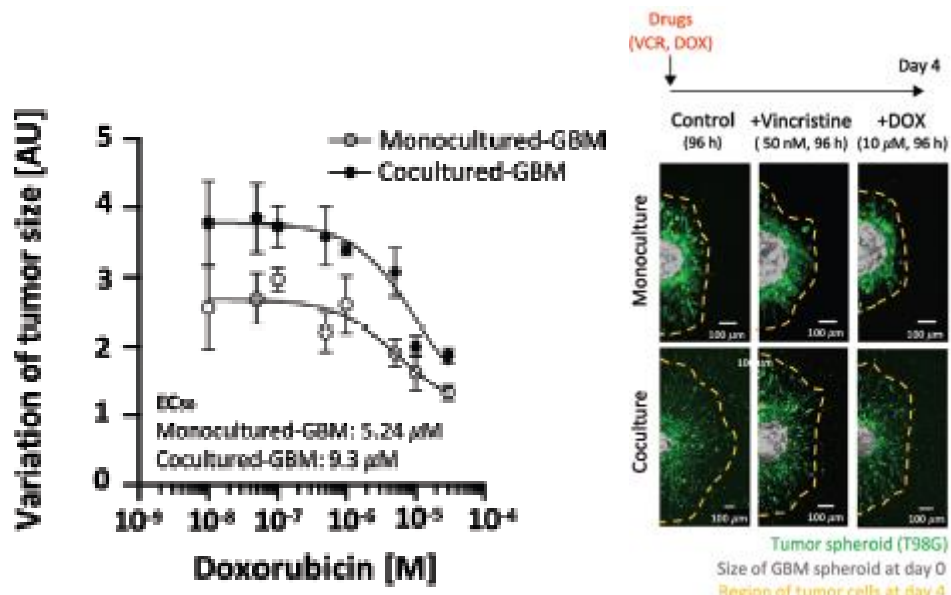 Variation of tumor size [AU]
5
4
3
2
1
0
Monocultured-GBM
Cocultured-GBM
EC₅₀
Monocultured-GBM: 5.24 μM
Cocultured-GBM: 9.3 μM
10⁻⁹ 10⁻⁸ 10⁻⁷ 10⁻⁶ 10⁻⁵ 10⁻⁴
Doxorubicin [M]
Drugs
(VCR, DOX)
Day 4
Control +Vincristine +DOX
(96 h) ( 50 nM, 96 h) (10 μM, 96 h)
Monoculture
100 μm 100 μm 100 μm
Coculture
100 μm
100 μm 100 μm
Tumor spheroid (T98G)
Size of GBM spheroid at day 0
Region of tumor cells at day 4